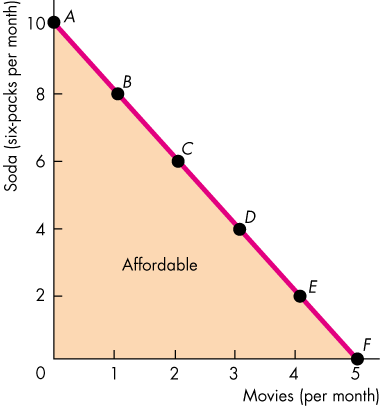 Soda (six-packs per month)
10
A
8
B
6
C
4
D
Affordable
2
E
F
0
1
2
3
4
5
Movies (per month)